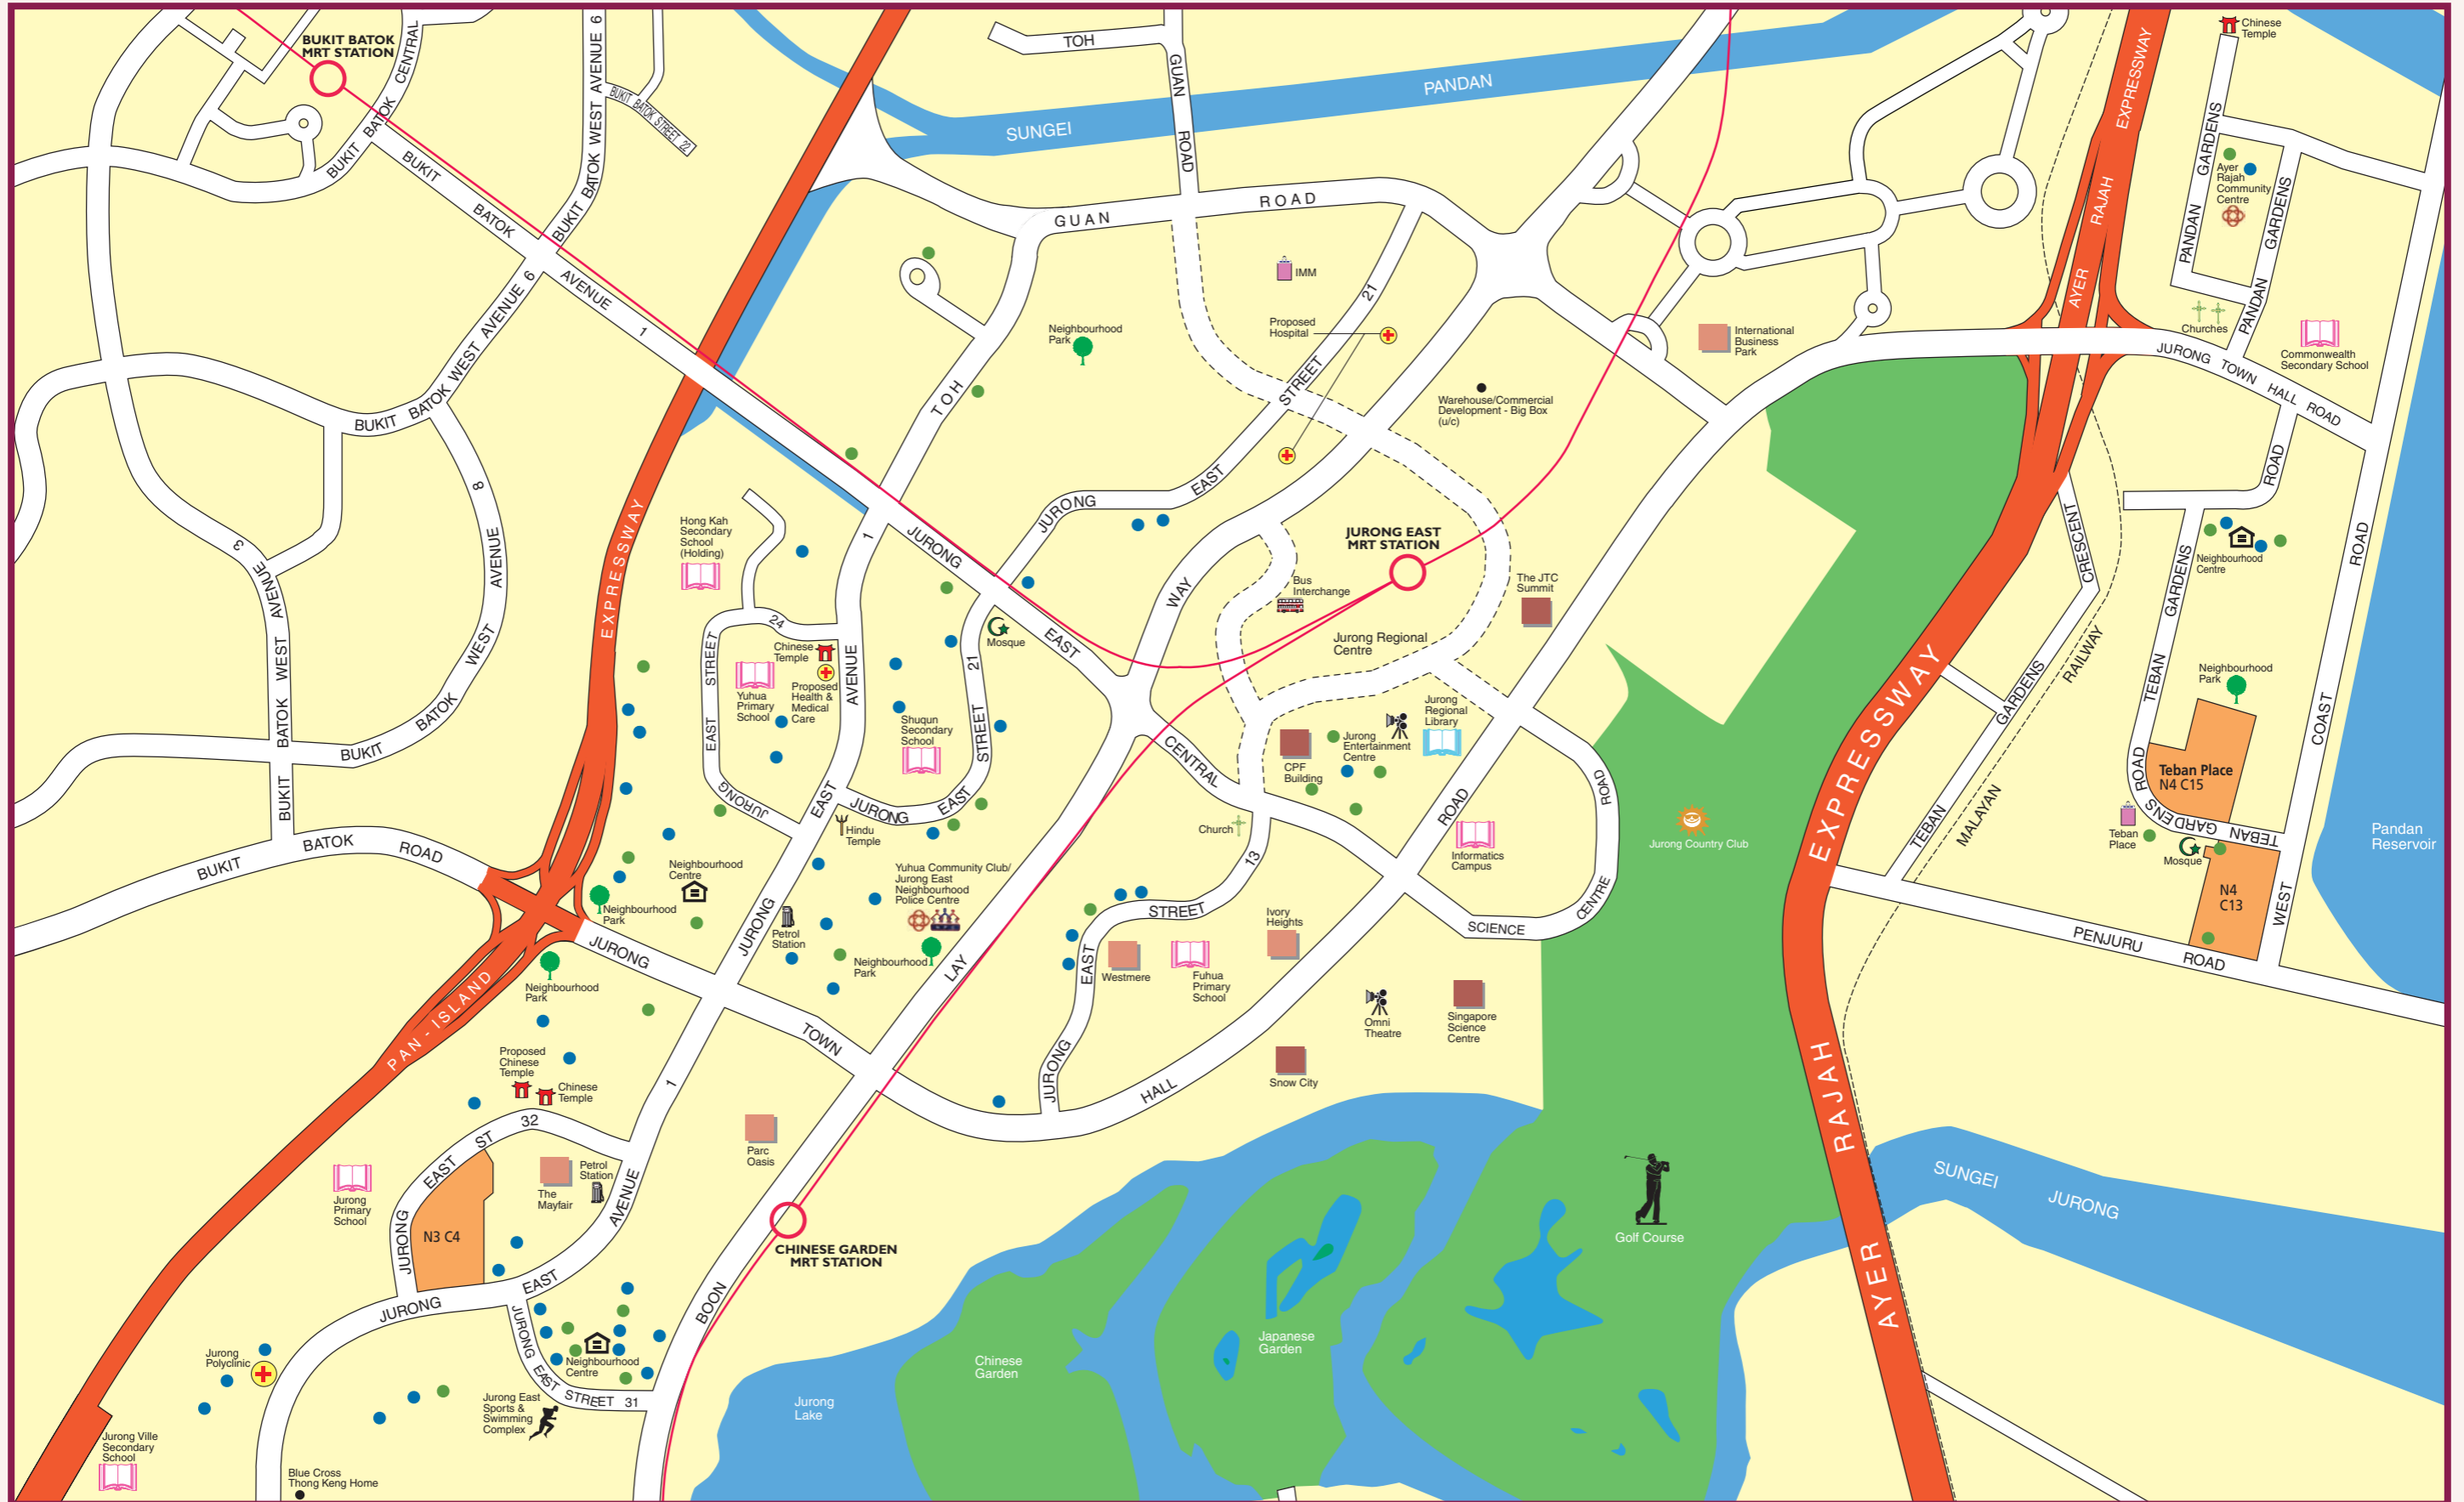 BUKIT BATOK
MRT STATION
BUKIT BATOK CENTRAL
BUKIT BATOK WEST AVENUE 6
BUKIT BATOK STREET 22
BUKIT BATOK AVENUE 1
BUKIT BATOK WEST AVENUE 6
BUKIT BATOK WEST AVENUE 8
BUKIT BATOK WEST AVENUE 3
BUKIT BATOK ROAD
PAN - ISLAND EXPRESSWAY
TOH GUAN ROAD
SUNGEI PANDAN
TOH GUAN ROAD
IMM
Proposed
Hospital
Neighbourhood
Park
Warehouse/Commercial
Development - Big Box
(u/c)
International
Business
Park
JURONG EAST STREET 21
AYER RAJAH EXPRESSWAY
Chinese
Temple
PANDAN GARDENS
Ayer
Rajah
Community
Centre
PANDAN GARDENS
Churches
Commonwealth
Secondary School
JURONG TOWN HALL ROAD
ROAD
Neighbourhood
Centre
TEBAN GARDENS ROAD
TEBAN GARDENS CRESCENT
MALAYAN RAILWAY
WEST COAST ROAD
Neighbourhood
Park
Teban Place
N4 C15
TEBAN GARDENS
Teban
Place
Mosque
N4
C13
Pandan
Reservoir
PENJURU ROAD
Hong Kah
Secondary
School
(Holding)
JURONG EAST STREET 24
Chinese
Temple
Proposed
Health &
Medical
Care
Yuhua
Primary
School
JURONG EAST AVENUE 1
JURONG EAST CENTRAL
Mosque
JURONG EAST STREET 21
Shuqun
Secondary
School
Hindu
Temple
Yuhua Community Club/
Jurong East
Neighbourhood
Police Centre
Neighbourhood
Park
Petrol
Station
Neighbourhood
Centre
Neighbourhood
Park
Neighbourhood
Park
JURONG TOWN HALL ROAD
BOON LAY WAY
JURONG EAST
MRT STATION
Bus
Interchange
Jurong Regional
Centre
The JTC
Summit
Jurong
Regional
Library
Jurong
Entertainment
Centre
CPF
Building
Church
JURONG EAST STREET 13
Westmere
Fuhua
Primary
School
Ivory
Heights
Informatics
Campus
SCIENCE CENTRE ROAD
Omni
Theatre
Singapore
Science
Centre
Snow City
Jurong Country Club
Golf Course
AYER RAJAH EXPRESSWAY
SUNGEI JURONG
Proposed
Chinese
Temple
Chinese
Temple
JURONG EAST ST 32
Jurong
Primary
School
N3 C4
The
Mayfair
Petrol
Station
JURONG EAST AVENUE 1
Parc
Oasis
CHINESE GARDEN
MRT STATION
Jurong
Polyclinic
Jurong Ville
Secondary
School
Blue Cross
Thong Keng Home
JURONG EAST STREET 31
Neighbourhood
Centre
Jurong East
Sports &
Swimming
Complex
Jurong
Lake
Chinese
Garden
Japanese
Garden